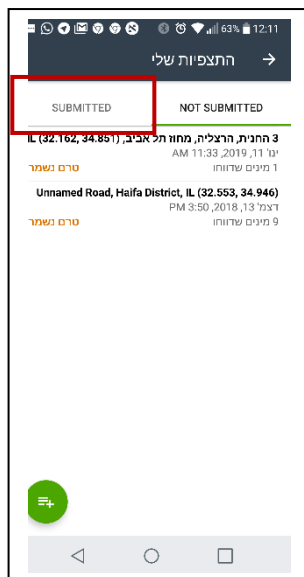 63% 12:11
התצפיות שלי
SUBMITTED NOT SUBMITTED
3 החנית, הרצליה, מחוז תל אביב, IL (32.162, 34.851)
ינו' 11, 2019, 11:33 AM
1 מינים שדווחו טרם נשמר
Unnamed Road, Haifa District, IL (32.553, 34.946)
דצמ' 13, 2018, 3:50 PM
9 מינים שדווחו טרם נשמר